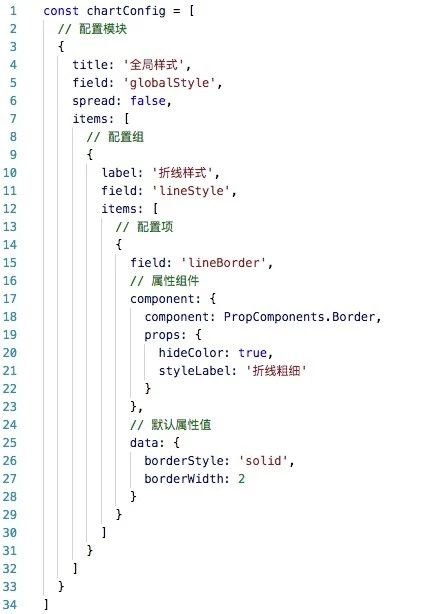 1 const chartConfig = [
2 // 配置模块
3 {
4 title: '全局样式',
5 field: 'globalStyle',
6 spread: false,
7 items: [
8 // 配置组
9 {
10 label: '折线样式',
11 field: 'lineStyle',
12 items: [
13 // 配置项
14 {
15 field: 'lineBorder',
16 // 属性组件
17 component: {
18 component: PropComponents.Border,
19 props: {
20 hideColor: true,
21 styleLabel: '折线粗细'
22 }
23 },
24 // 默认属性值
25 data: {
26 borderStyle: 'solid',
27 borderWidth: 2
28 }
29 }
30 ]
31 }
32 ]
33 }
34 ]